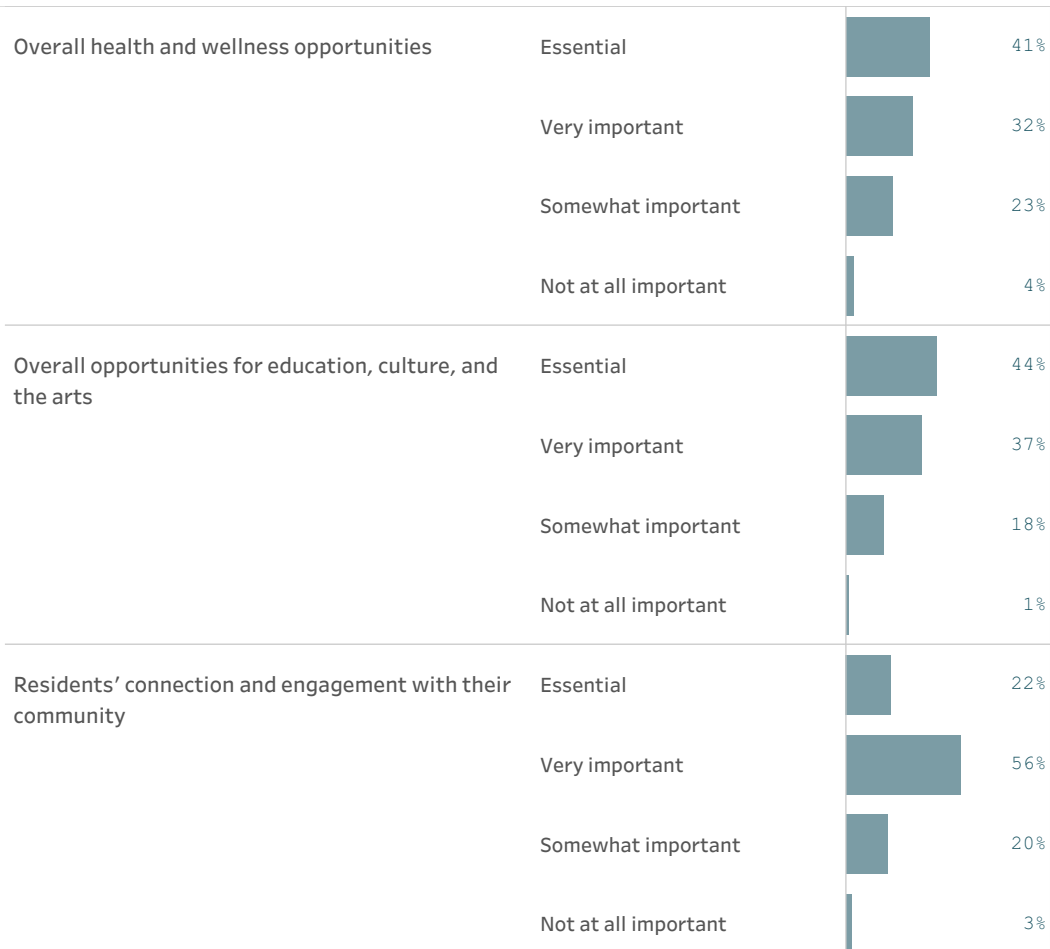 Overall health and wellness opportunities Essential 41%
Very important 32%
Somewhat important 23%
Not at all important 4%
Overall opportunities for education, culture, and Essential 44%
the arts
Very important 37%
Somewhat important 18%
Not at all important 1%
Residents’ connection and engagement with their Essential 22%
community
Very important 56%
Somewhat important 20%
Not at all important 3%